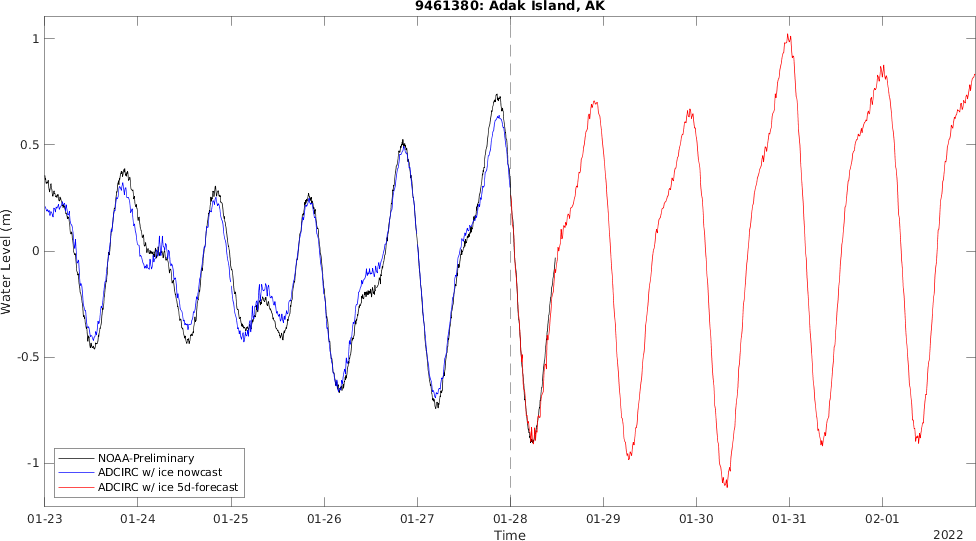 9461380: Adak Island, AK
Water Level (m)
1
0.5
0
-0.5
-1
NOAA-Preliminary
ADCIRC w/ ice nowcast
ADCIRC w/ ice 5d-forecast
01-23 01-24 01-25 01-26 01-27 01-28 01-29 01-30 01-31 02-01
Time
2022